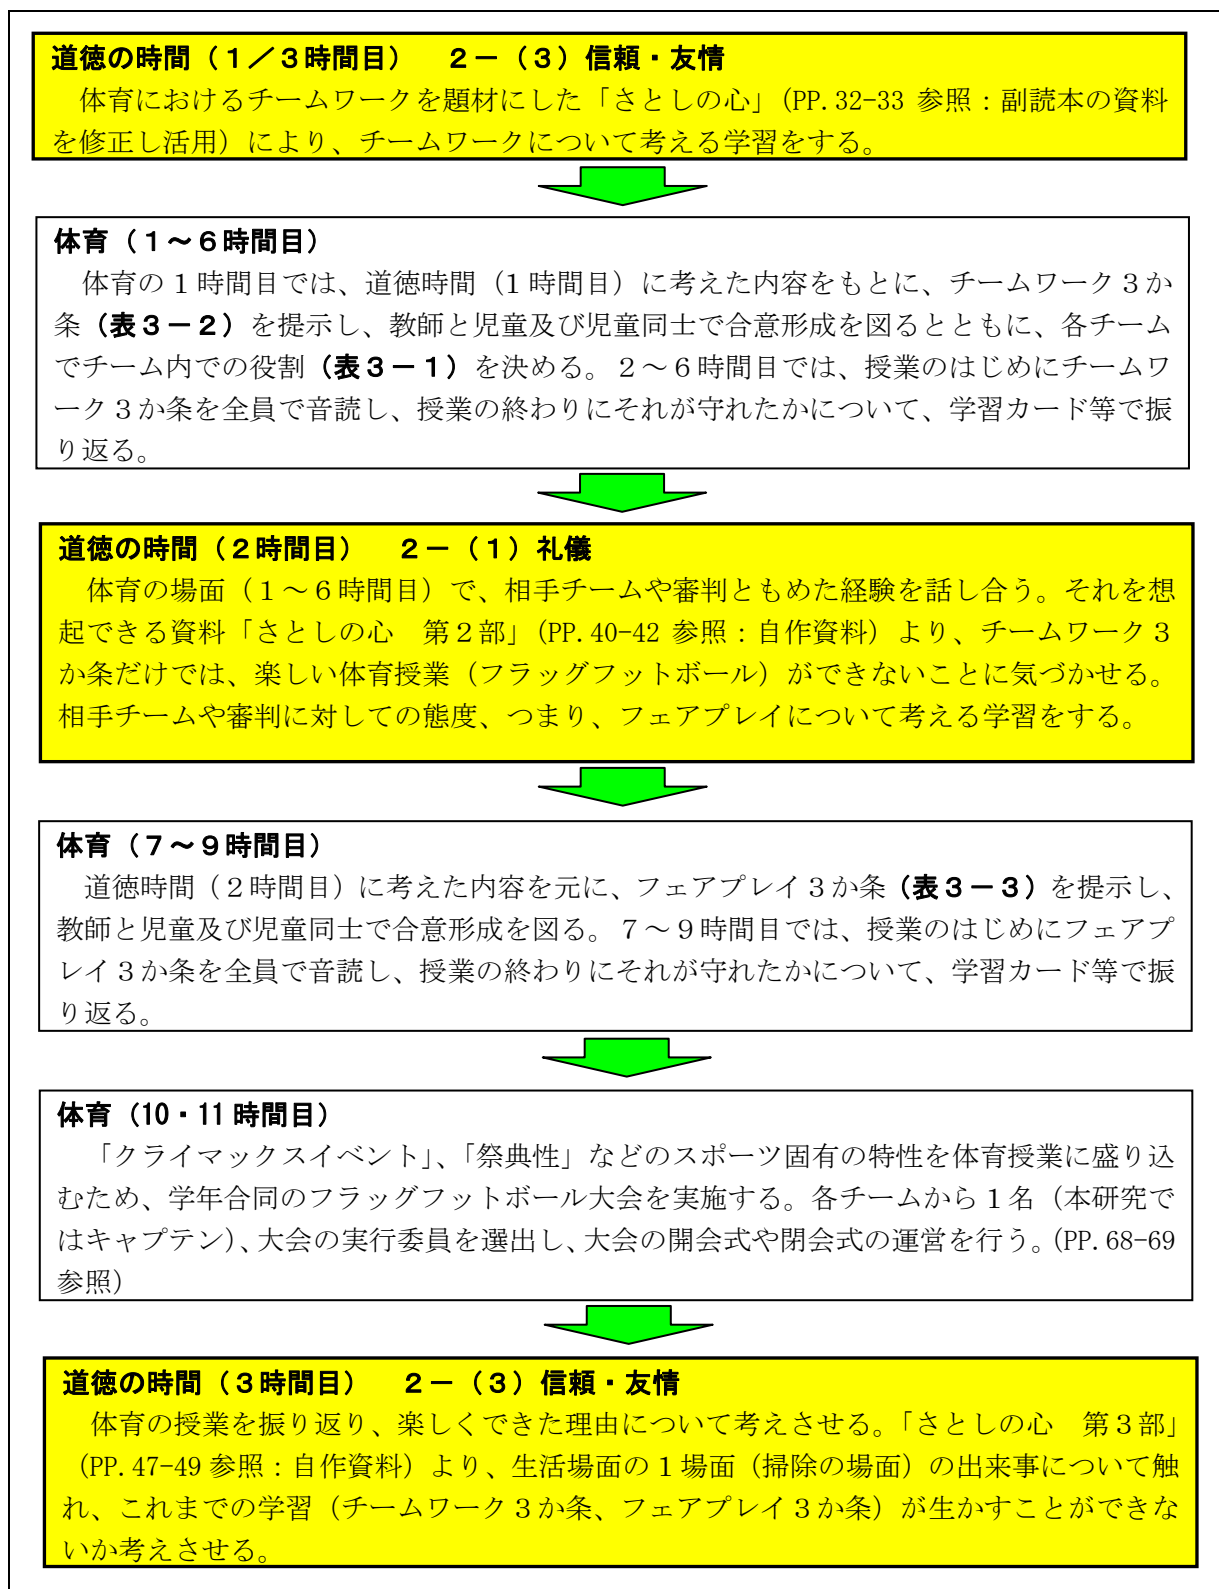 道徳の時間（１／３時間目）　２－（３）信頼・友情
体育におけるチームワークを題材にした「さとしの心」（PP.32-33 参照：副読本の資料
を修正し活用）により、チームワークについて考える学習をする。
体育（１～６時間目）
体育の 1 時間目では、道徳時間（1 時間目）に考えた内容をもとに、チームワーク３か
条（表３－２）を提示し、教師と児童及び児童同士で合意形成を図るとともに、各チーム
でチーム内での役割（表３－１）を決める。２～６時間目では、授業のはじめにチームワ
ーク３か条を全員で音読し、授業の終わりにそれが守れたかについて、学習カード等で振
り返る。
道徳の時間（２時間目）　２－（１）礼儀
体育の場面（１～６時間目）で、相手チームや審判ともめた経験を話し合う。それを想
起できる資料「さとしの心　第２部」（PP.40-42 参照：自作資料）より、チームワーク３
か条だけでは、楽しい体育授業（フラッグフットボール）ができないことに気づかせる。
相手チームや審判に対しての態度、つまり、フェアプレイについて考える学習をする。
体育（７～９時間目）
道徳時間（２時間目）に考えた内容を元に、フェアプレイ３か条（表３－３）を提示し、
教師と児童及び児童同士で合意形成を図る。７～９時間目では、授業のはじめにフェアプ
レイ３か条を全員で音読し、授業の終わりにそれが守れたかについて、学習カード等で振
り返る。
体育（10・11 時間目）
「クライマックスイベント」、「祭典性」などのスポーツ固有の特性を体育授業に盛り込
むため、学年合同のフラッグフットボール大会を実施する。各チームから 1 名（本研究で
はキャプテン）、大会の実行委員を選出し、大会の開会式や閉会式の運営を行う。（PP.68-69
参照）
道徳の時間（３時間目）　２－（３）信頼・友情
体育の授業を振り返り、楽しくできた理由について考えさせる。「さとしの心　第３部」
（PP.47-49 参照：自作資料）より、生活場面の 1 場面（掃除の場面）の出来事について触
れ、これまでの学習（チームワーク３か条、フェアプレイ３か条）が生かすことができな
いか考えさせる。